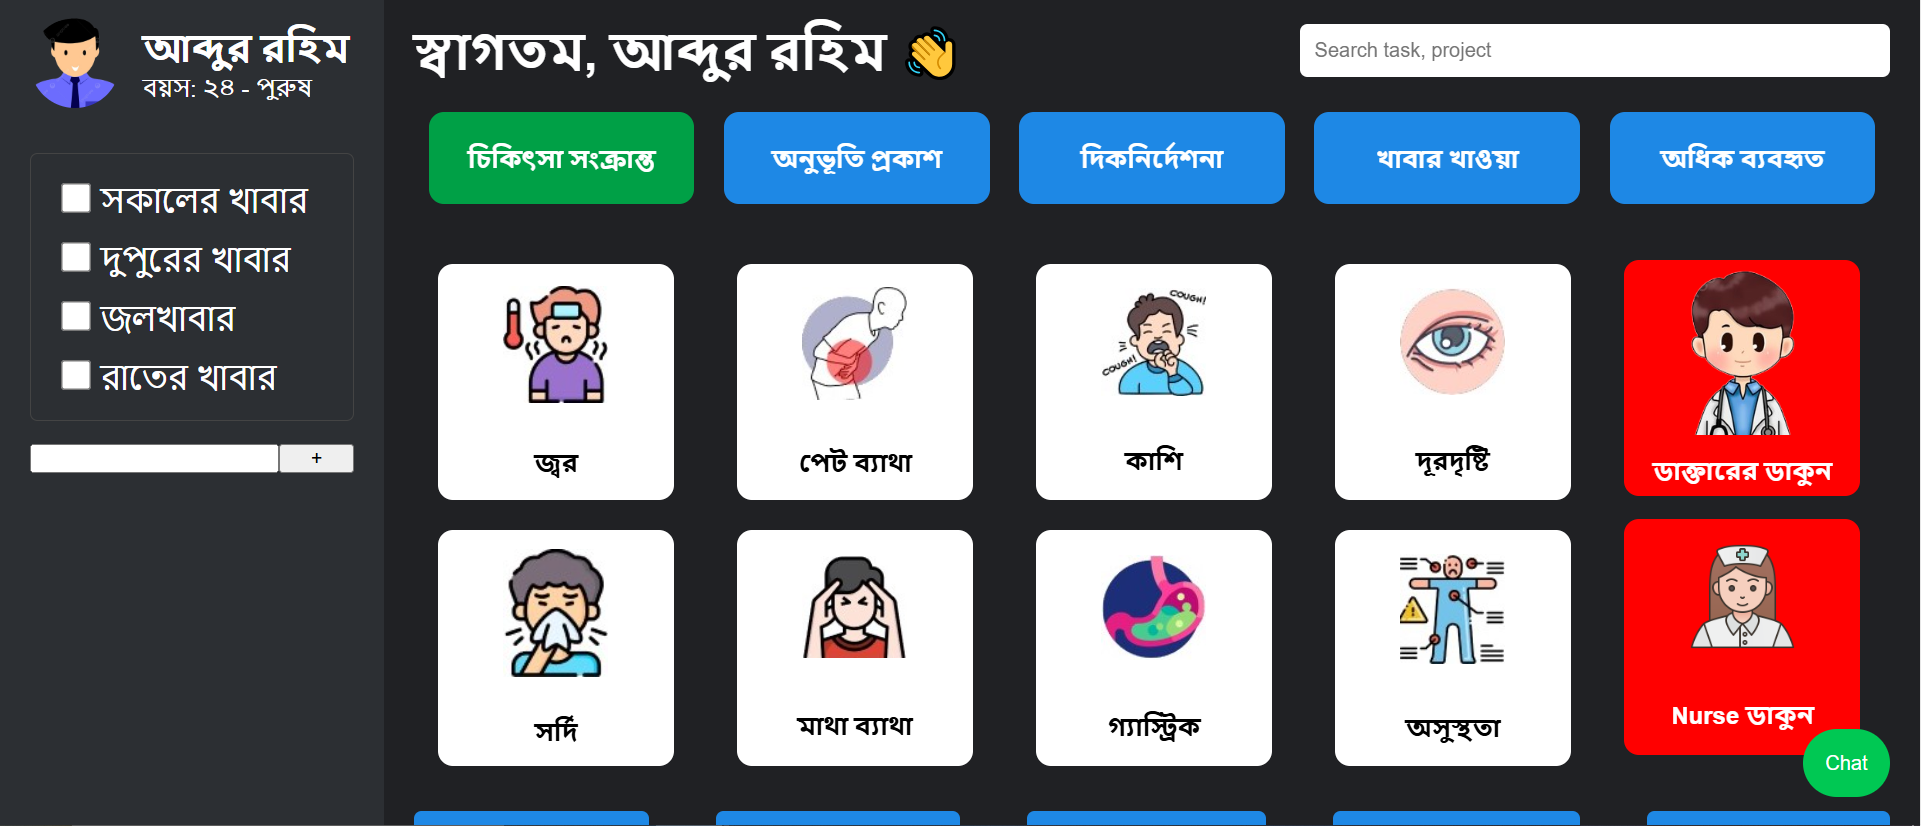 আব্দুর রহিম
বয়স: ২৪ - পুরুষ
সকালের খাবার
দুপুরের খাবার
জলখাবার
রাতের খাবার
+
স্বাগতম, আব্দুর রহিম 👋
Search task, project
চিকিৎসা সংক্রান্ত
অনুভূতি প্রকাশ
দিকনির্দেশনা
খাবার খাওয়া
অধিক ব্যবহৃত
জ্বর
পেট ব্যাথা
COUGH!
COUGH!
কাশি
দূরদৃষ্টি
ডাক্তারের ডাকুন
সর্দি
মাথা ব্যাথা
গ্যাস্ট্রিক
অসুস্থতা
Nurse ডাকুন
Chat